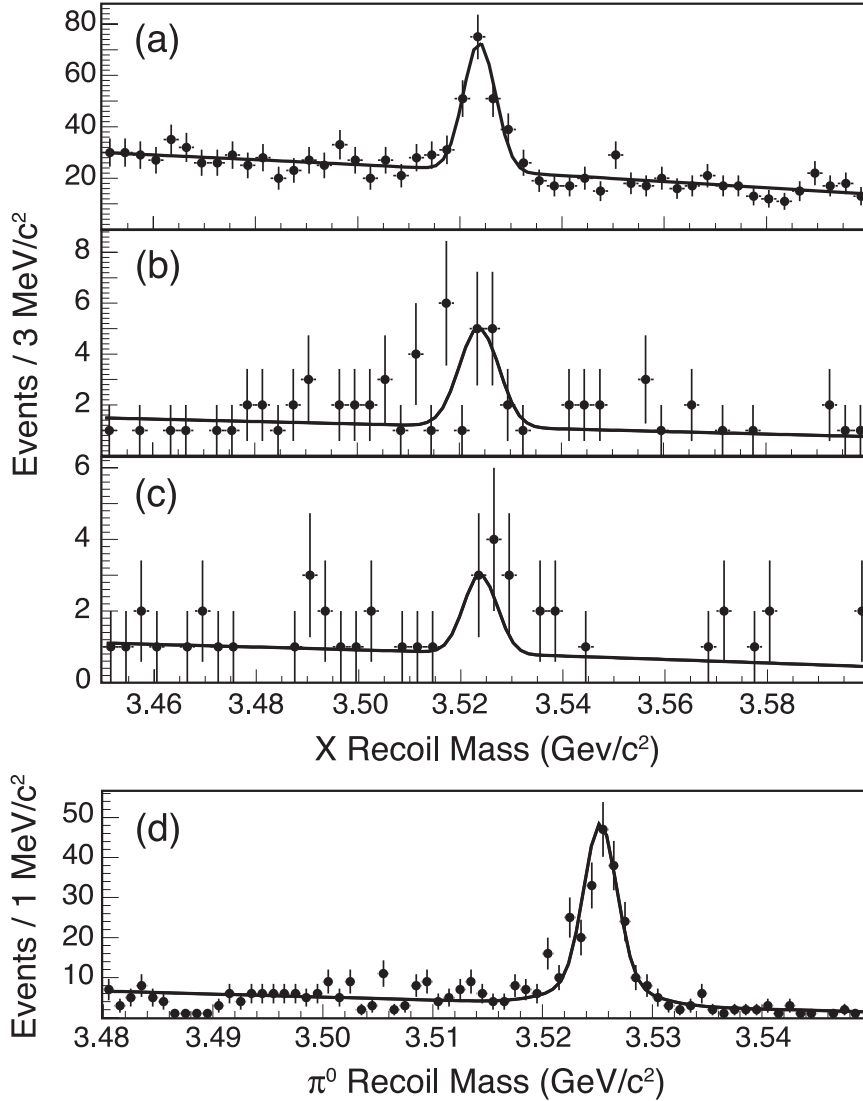 (a)
80
60
40
20
(b)
8
6
4
2
Events / 3 MeV/c²
(c)
6
4
2
0
3.46 3.48 3.50 3.52 3.54 3.56 3.58
X Recoil Mass (Gev/c²)
(d)
50
40
30
20
10
Events / 1 MeV/c²
3.48 3.49 3.50 3.51 3.52 3.53 3.54
π⁰ Recoil Mass (GeV/c²)